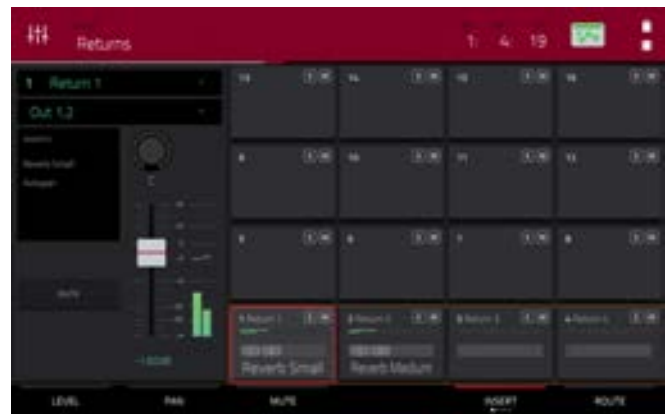 Returns
1: 4: 19
1 Return 1
Out 1,2
Reverb Small
Autopan
C
MUTE
13 S M
14 S M
15 S M
16 S M
9 S M
10 S M
11 S M
12 S M
5 S M
6 S M
7 S M
8 S M
1 Return 1 S M
2 Return 2 S M
3 Return 3 S M
4 Return 4 S M
Reverb Small
Reverb Medium
LEVEL
PAN
MUTE
INSERT
ROUTE